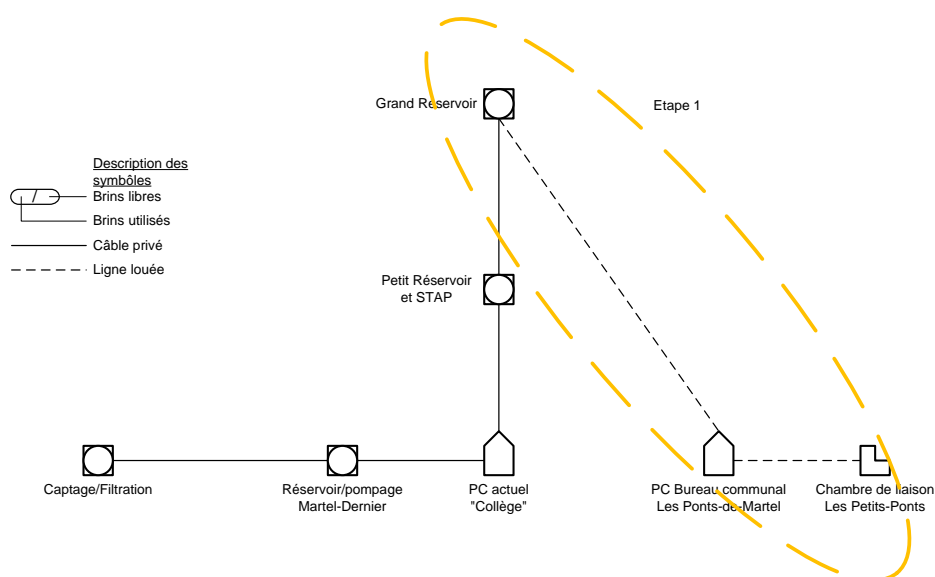 Grand Réservoir
Etape 1
Description des
symbôles
Brins libres
Brins utilisés
Câble privé
Ligne louée
Petit Réservoir
et STAP
Captage/Filtration
Réservoir/pompage
Martel-Dernier
PC actuel
"Collège"
PC Bureau communal
Les Ponts-de-Martel
Chambre de liaison
Les Petits-Ponts